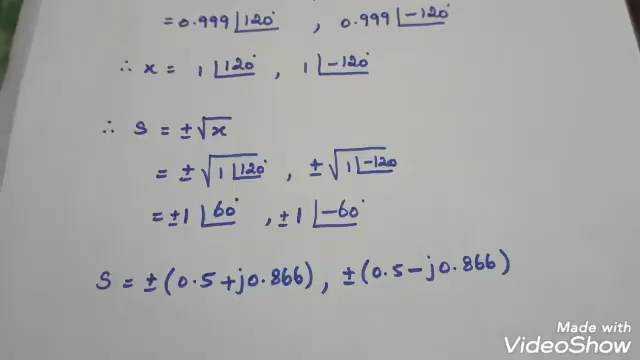 = 0.999 ∠120° , 0.999 ∠-120°
∴ x = 1 ∠120° , 1 ∠-120°
∴ S = ±√x
= ±√1 ∠120° , ±√1 ∠-120
= ±1 ∠60° , ±1 ∠-60°
S = ±(0.5+j0.866), ±(0.5-j0.866)
Made with
VideoShow